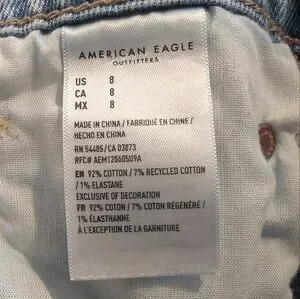 AMERICAN EAGLE
OUTFITTERS
US 8
CA 8
MX 8
MADE IN CHINA / FABRIQUÉ EN CHINE /
HECHO EN CHINA
RN 54485/CA 03873
RFC# AEM120605U9A
EN 92% COTTON / 7% RECYCLED COTTON
/ 1% ELASTANE
EXCLUSIVE OF DECORATION
FR 92% COTON / 7% COTON RÉGÉNÉRÉ /
1% ÉLASTHANNE
À L'EXCEPTION DE LA GARNITURE